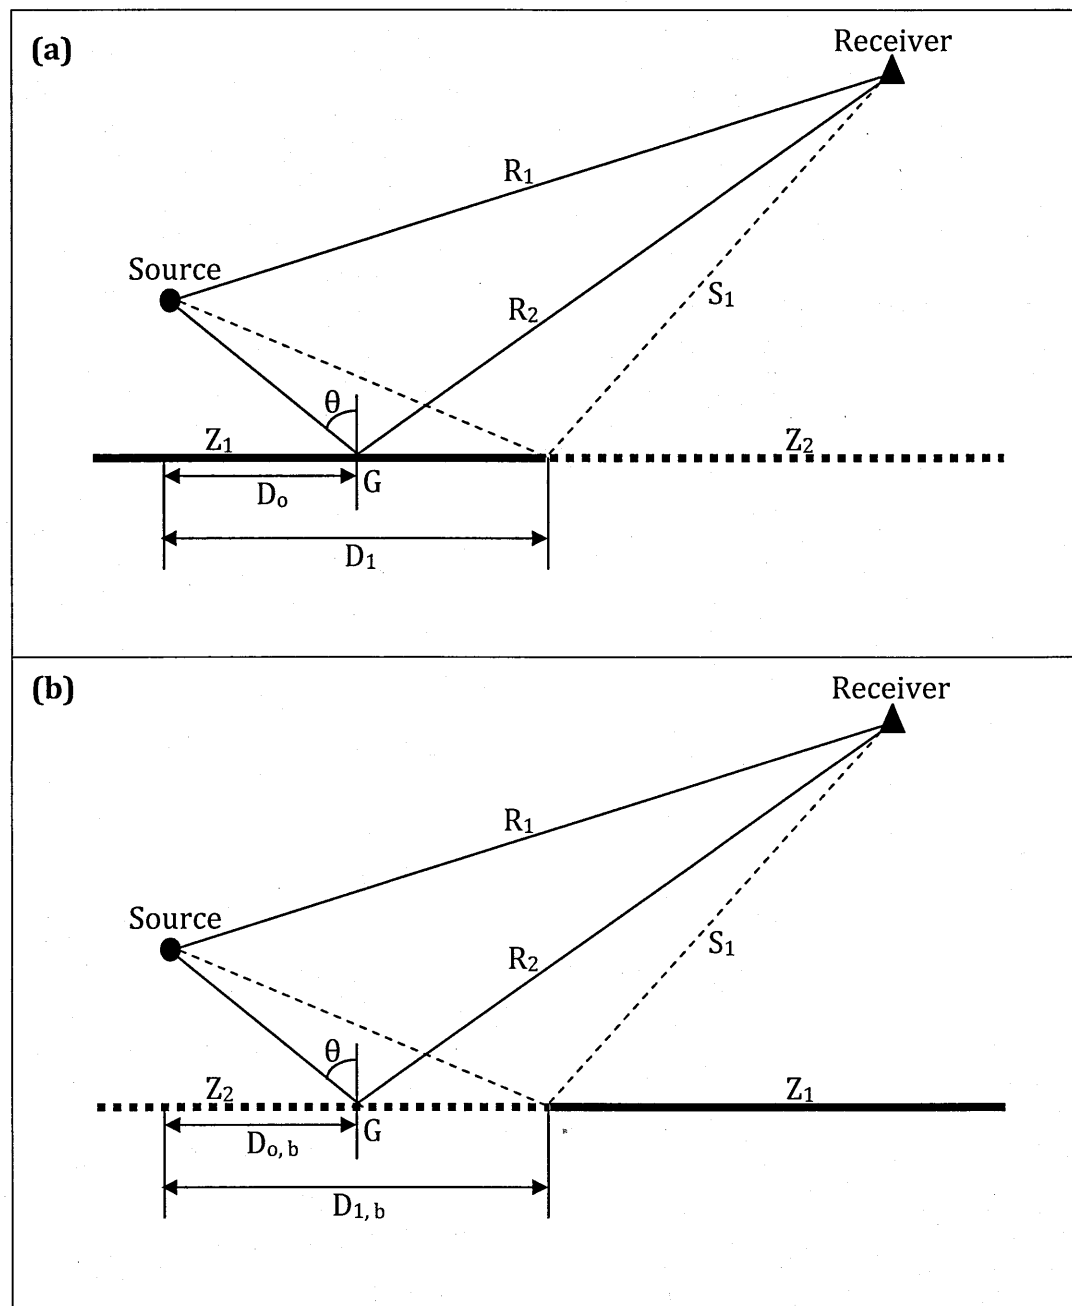 (a)
Receiver
R₁
Source
S₁
R₂
θ
Z₁
Z₂
Dₒ
G
D₁
(b)
Receiver
R₁
Source
S₁
R₂
θ
Z₂
Z₁
Dₒ, b
G
D₁, b